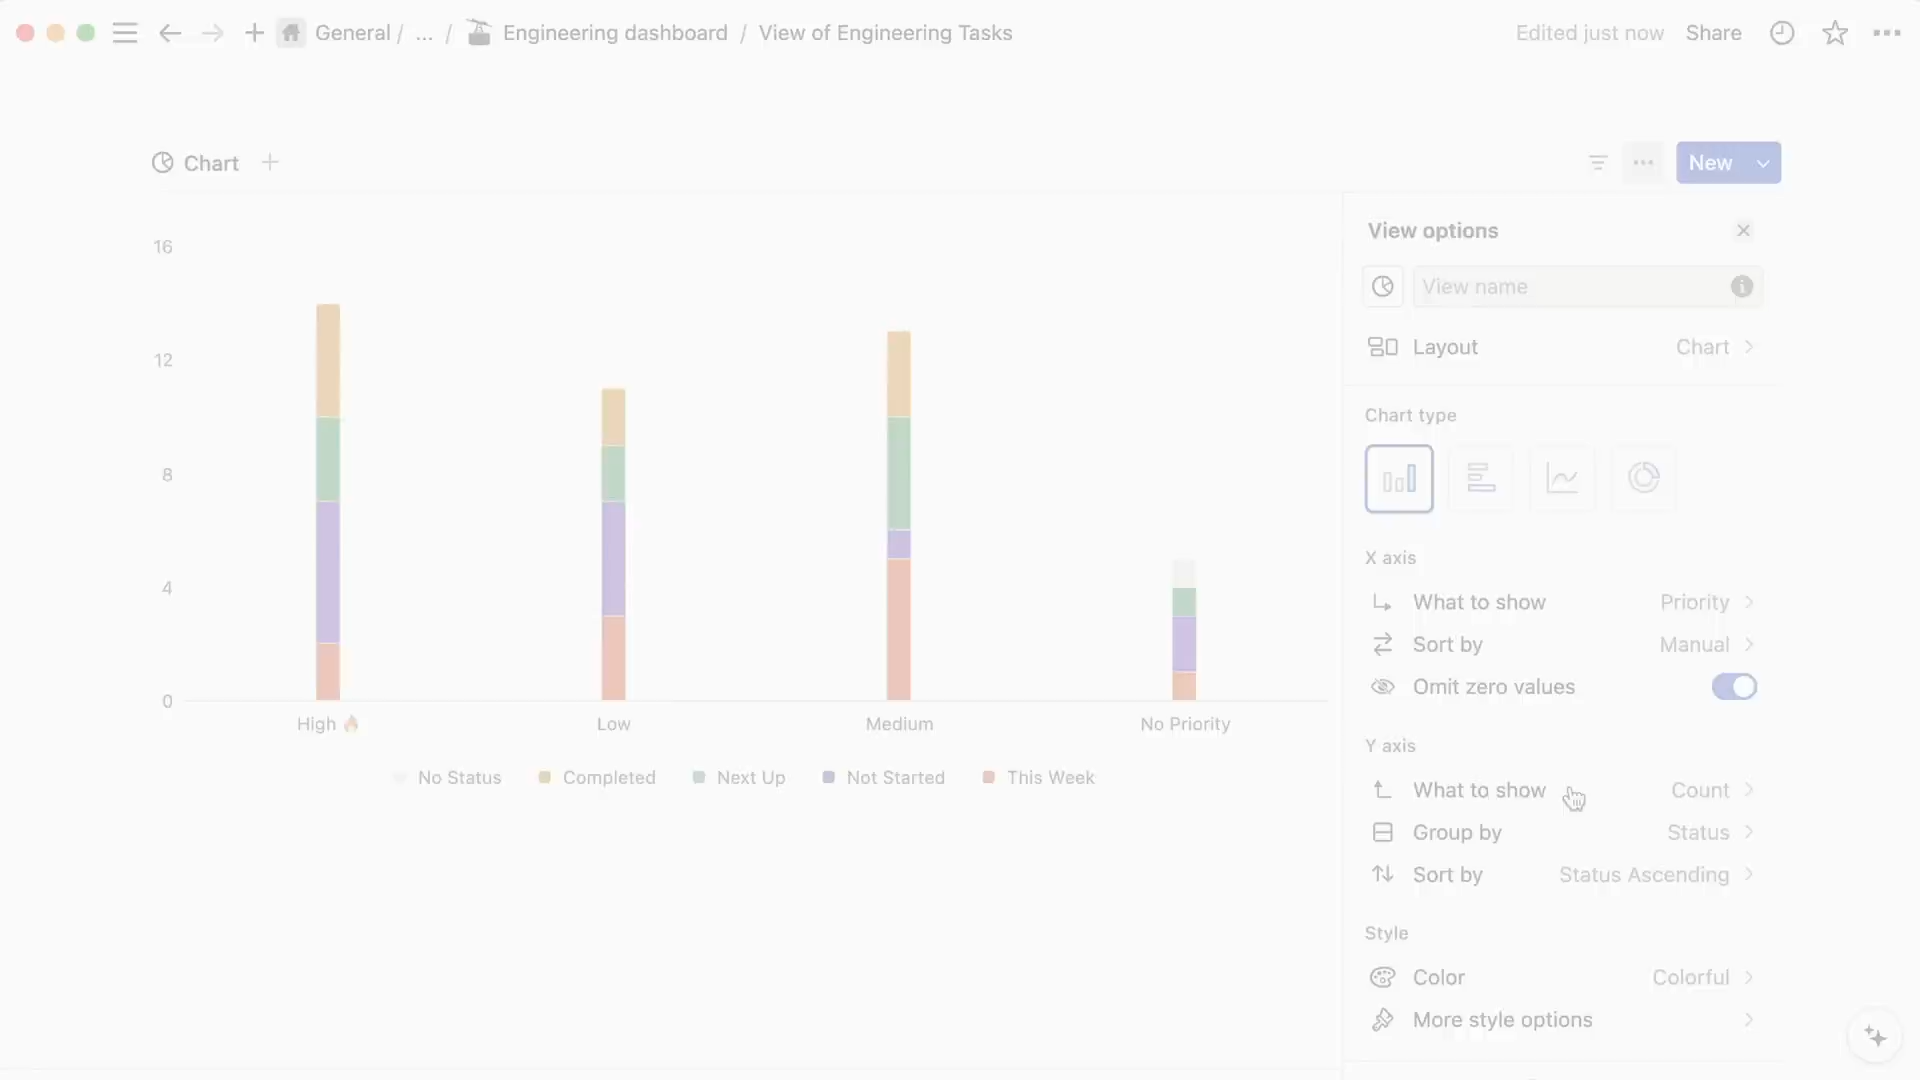 General / ... / Engineering dashboard / View of Engineering Tasks
Edited just now Share
Chart
New
View options
View name
Layout Chart
Chart type
X axis
What to show Priority
Sort by Manual
Omit zero values
Y axis
What to show Count
Group by Status
Sort by Status Ascending
Style
Color Colorful
More style options
16
12
8
4
0
High 🔥 Low Medium No Priority
No Status Completed Next Up Not Started This Week